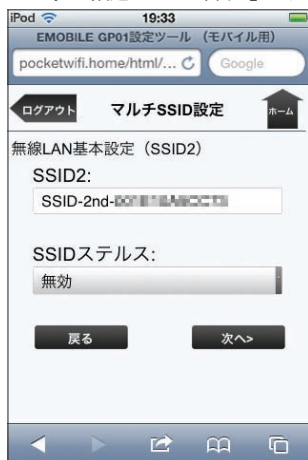 iPod 19:33
EMOBILE GP01設定ツール （モバイル用）
pocketwifi.home/html/... Google
ログアウト マルチSSID設定 ホーム
無線LAN基本設定（SSID2）
SSID2:
SSID-2nd-
SSIDステルス:
無効
戻る 次へ>